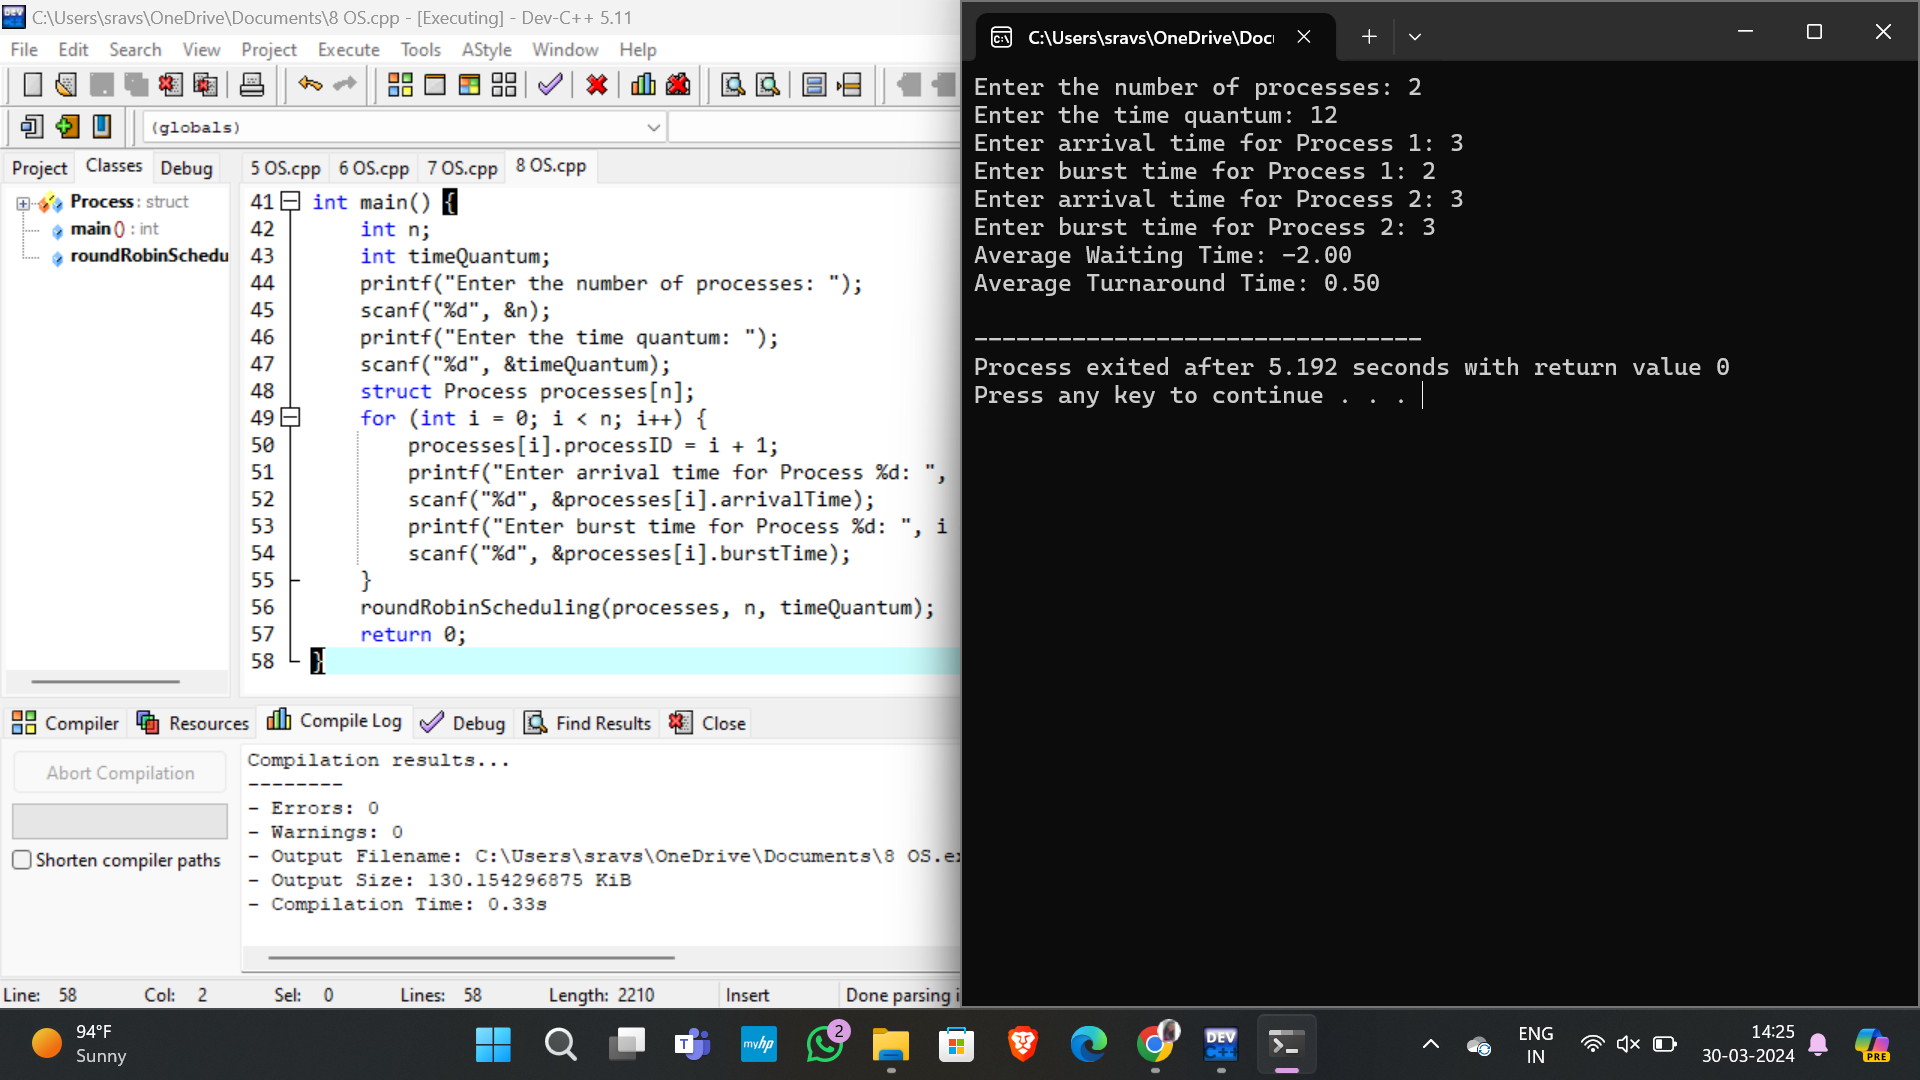 C:\Users\sravs\OneDrive\Documents\8 OS.cpp - [Executing] - Dev-C++ 5.11
File Edit Search View Project Execute Tools AStyle Window Help
(globals)
Project Classes Debug
Process : struct
main () : int
roundRobinSchedu
5 OS.cpp 6 OS.cpp 7 OS.cpp 8 OS.cpp
41 int main() {
42 int n;
43 int timeQuantum;
44 printf("Enter the number of processes: ");
45 scanf("%d", &n);
46 printf("Enter the time quantum: ");
47 scanf("%d", &timeQuantum);
48 struct Process processes[n];
49 for (int i = 0; i < n; i++) {
50 processes[i].processID = i + 1;
51 printf("Enter arrival time for Process %d: ",
52 scanf("%d", &processes[i].arrivalTime);
53 printf("Enter burst time for Process %d: ", i
54 scanf("%d", &processes[i].burstTime);
55 }
56 roundRobinScheduling(processes, n, timeQuantum);
57 return 0;
58 }
Compiler Resources Compile Log Debug Find Results Close
Abort Compilation
Shorten compiler paths
Compilation results...
--------
- Errors: 0
- Warnings: 0
- Output Filename: C:\Users\sravs\OneDrive\Documents\8 OS.ex
- Output Size: 130.154296875 KiB
- Compilation Time: 0.33s
Line: 58 Col: 2 Sel: 0 Lines: 58 Length: 2210 Insert Done parsing i
C:\Users\sravs\OneDrive\Doc
Enter the number of processes: 2
Enter the time quantum: 12
Enter arrival time for Process 1: 3
Enter burst time for Process 1: 2
Enter arrival time for Process 2: 3
Enter burst time for Process 2: 3
Average Waiting Time: -2.00
Average Turnaround Time: 0.50
--------------------------------
Process exited after 5.192 seconds with return value 0
Press any key to continue . . .
94°F
Sunny
T
myhp
2
DEV
C++
ENG
IN
14:25
30-03-2024
PRE